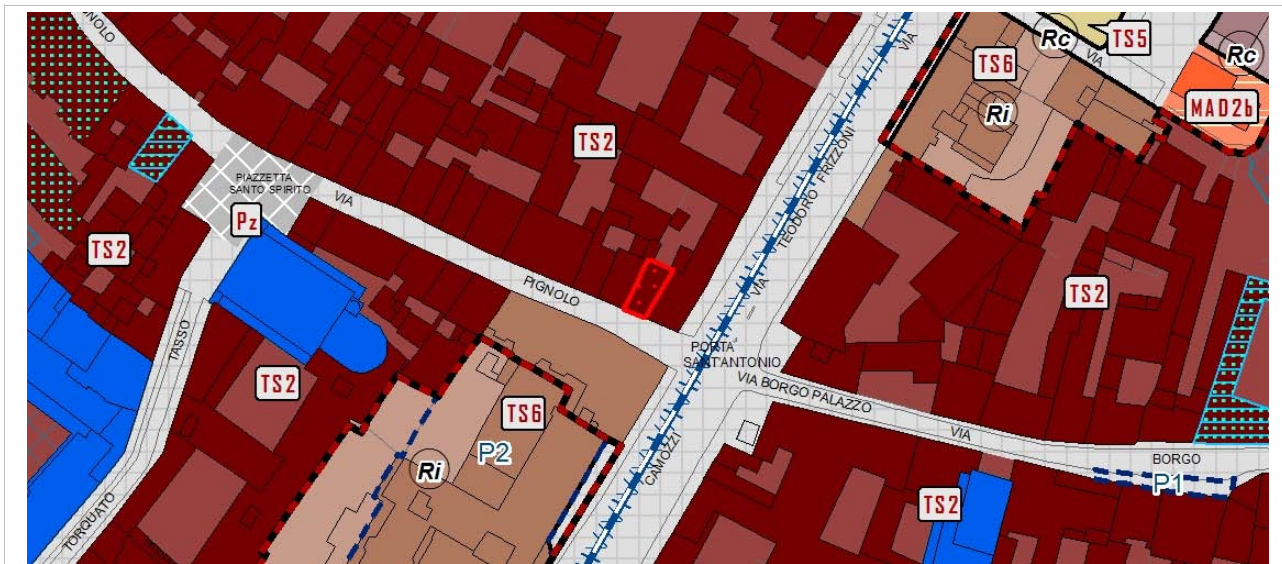 PIGNOLO
VIA
Rc
TS5
VIA
Rc
TS6
MAD2b
Ri
TS2
VIA TEODORO FRIZZONI
PIAZZETTA
SANTO SPIRITO
VIA
Pz
TS2
PIGNOLO
TS2
PORTA
SANT'ANTONIO
TASSO
TS2
VIA BORGO PALAZZO
TS6
P2
Ri
CAMOZZI
VIA
BORGO
P1
TS2
TORQUATO